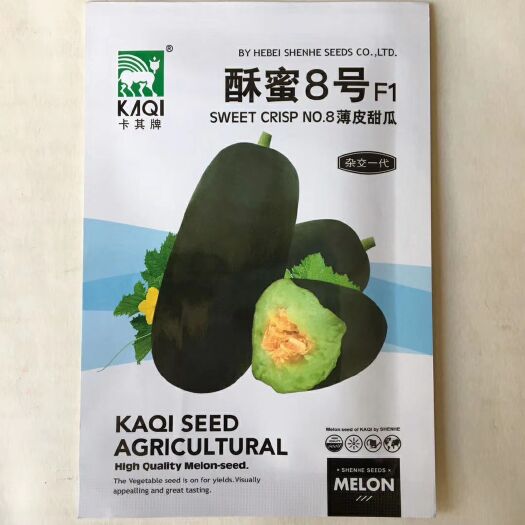 ®
BY HEBEI SHENHE SEEDS CO.,LTD.
KAQI
卡其牌
酥蜜8号F1
SWEET CRISP NO.8薄皮甜瓜
杂交一代
KAQI SEED
AGRICULTURAL
High Quality Melon-seed.
The Vegetable seed is on for yields.Visually
appealling and great tasting.
Melon seed of KAQI by SHENHE
SHENHE SEEDS
MELON